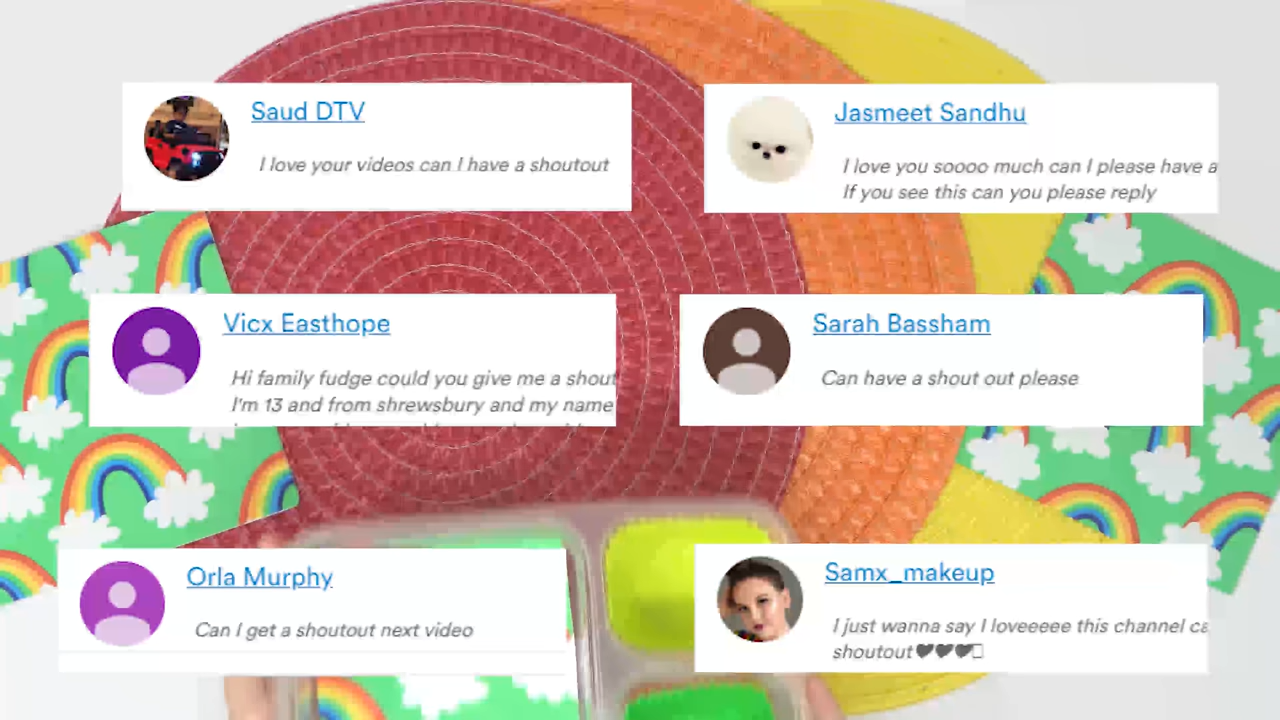 Saud DTV
I love your videos can I have a shoutout
Jasmeet Sandhu
I love you soooo much can I please have a
If you see this can you please reply
Vicx Easthope
Hi family fudge could you give me a shout
I'm 13 and from shrewsbury and my name
Sarah Bassham
Can have a shout out please
Orla Murphy
Can I get a shoutout next video
Samx_makeup
I just wanna say I loveeeee this channel ca
shoutout🖤🖤🖤